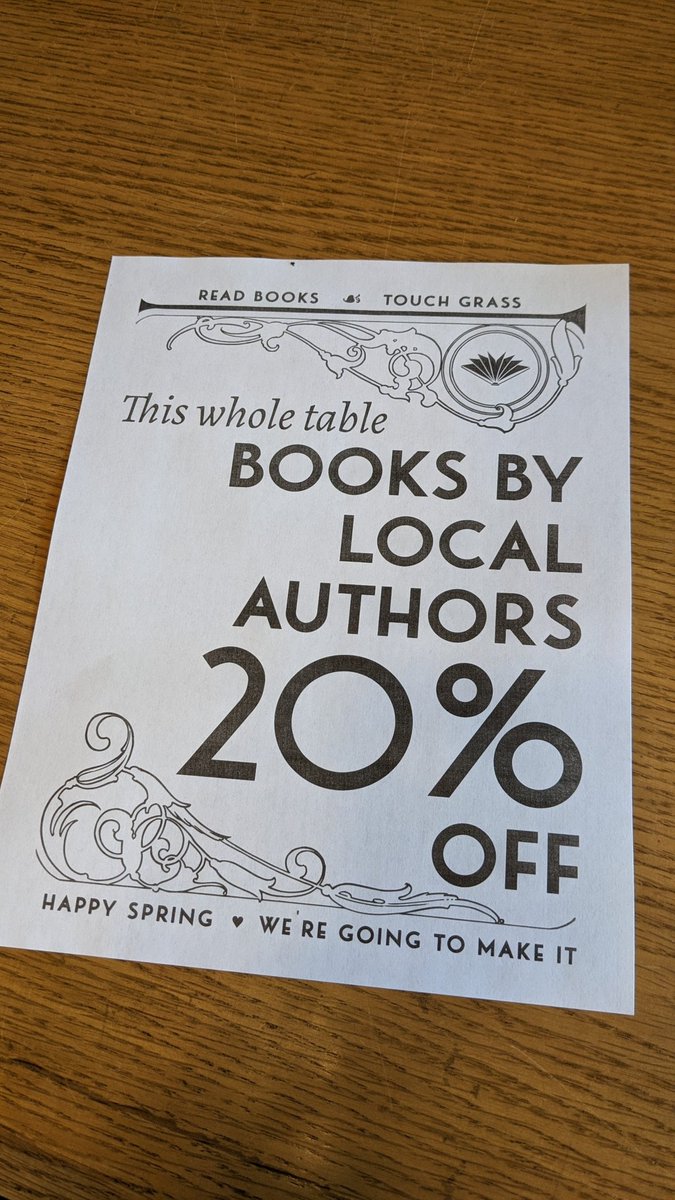 READ BOOKS TOUCH GRASS
This whole table
BOOKS BY
LOCAL
AUTHORS
20%
OFF
HAPPY SPRING ♥ WE'RE GOING TO MAKE IT